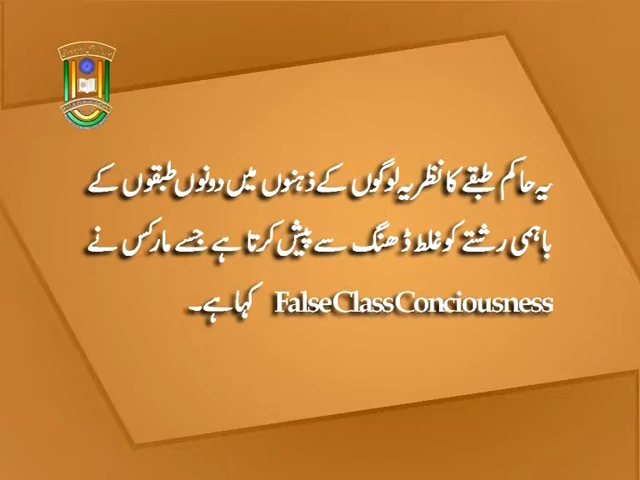 یہ حاکم طبقے کا نظریہ لوگوں کے ذہنوں میں دونوں طبقوں کے
باہمی رشتے کو غلط ڈھنگ سے پیش کرتا ہے جسے مارکس نے
False Class Conciousness کہا ہے۔